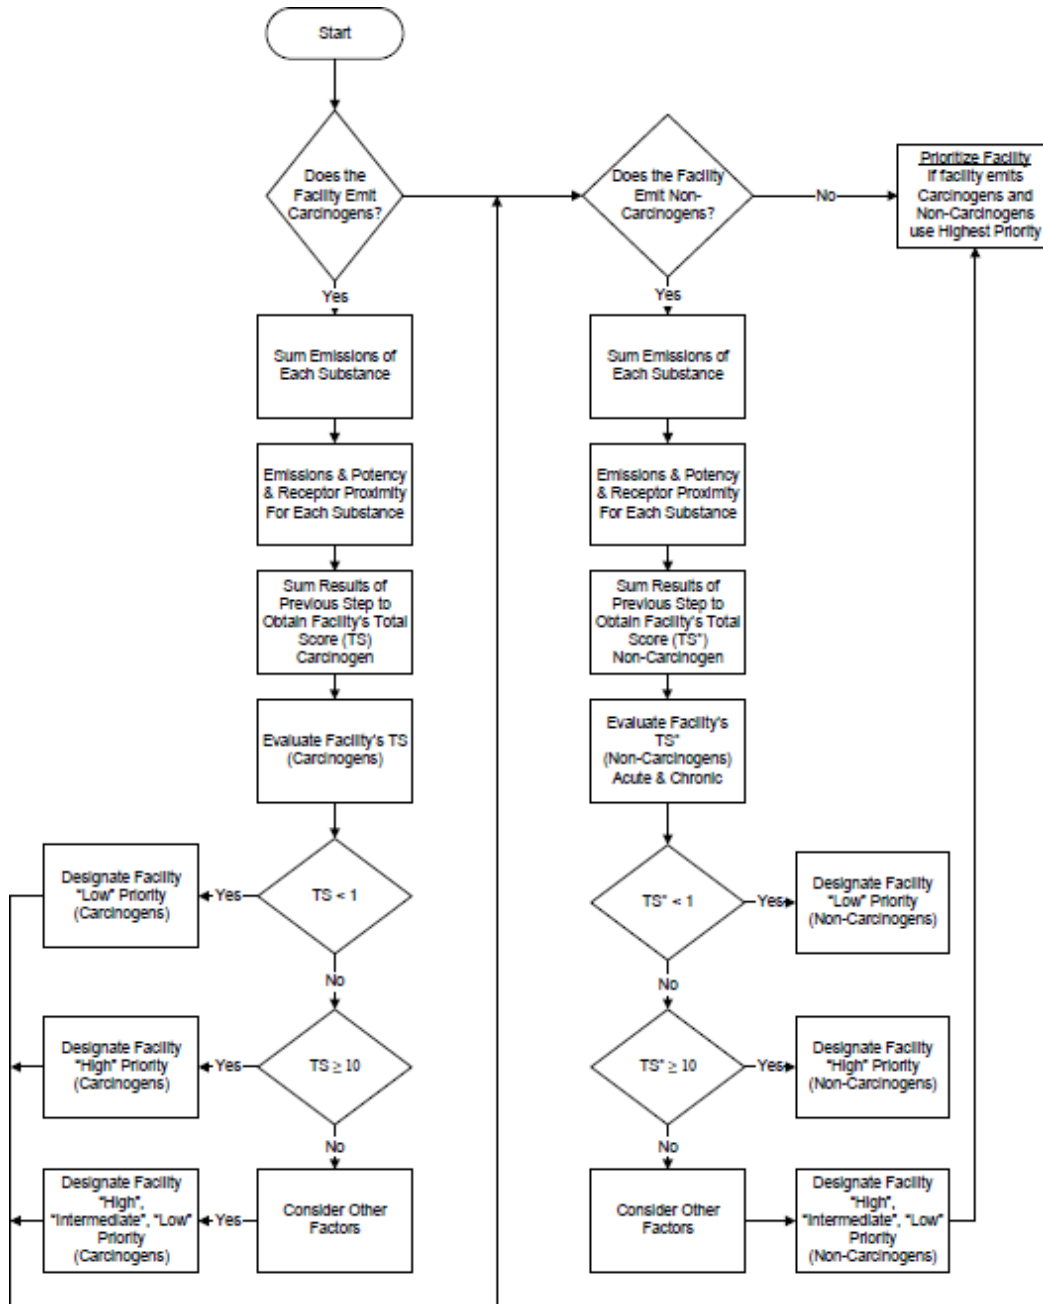 Start
Does the
Facility Emit
Carcinogens?
Does the Facility
Emit Non-
Carcinogens?
No
Prioritize Facility
If facility emits
Carcinogens and
Non-Carcinogens
use Highest Priority
Yes
Yes
Sum Emissions of
Each Substance
Sum Emissions of
Each Substance
Emissions & Potency
& Receptor Proximity
For Each Substance
Emissions & Potency
& Receptor Proximity
For Each Substance
Sum Results of
Previous Step to
Obtain Facility's Total
Score (TS)
Carcinogen
Sum Results of
Previous Step to
Obtain Facility's Total
Score (TS")
Non-Carcinogen
Evaluate Facility's TS
(Carcinogens)
Evaluate Facility's
TS"
(Non-Carcinogens)
Acute & Chronic
Designate Facility
"Low" Priority
(Carcinogens)
Yes
TS < 1
TS" < 1
Yes
Designate Facility
"Low" Priority
(Non-Carcinogens)
No
No
Designate Facility
"High" Priority
(Carcinogens)
Yes
TS ≥ 10
TS" ≥ 10
Yes
Designate Facility
"High" Priority
(Non-Carcinogens)
No
No
Designate Facility
"High",
"Intermediate", "Low"
Priority
(Carcinogens)
Yes
Consider Other
Factors
Consider Other
Factors
Designate Facility
"High",
"Intermediate", "Low"
Priority
(Non-Carcinogens)